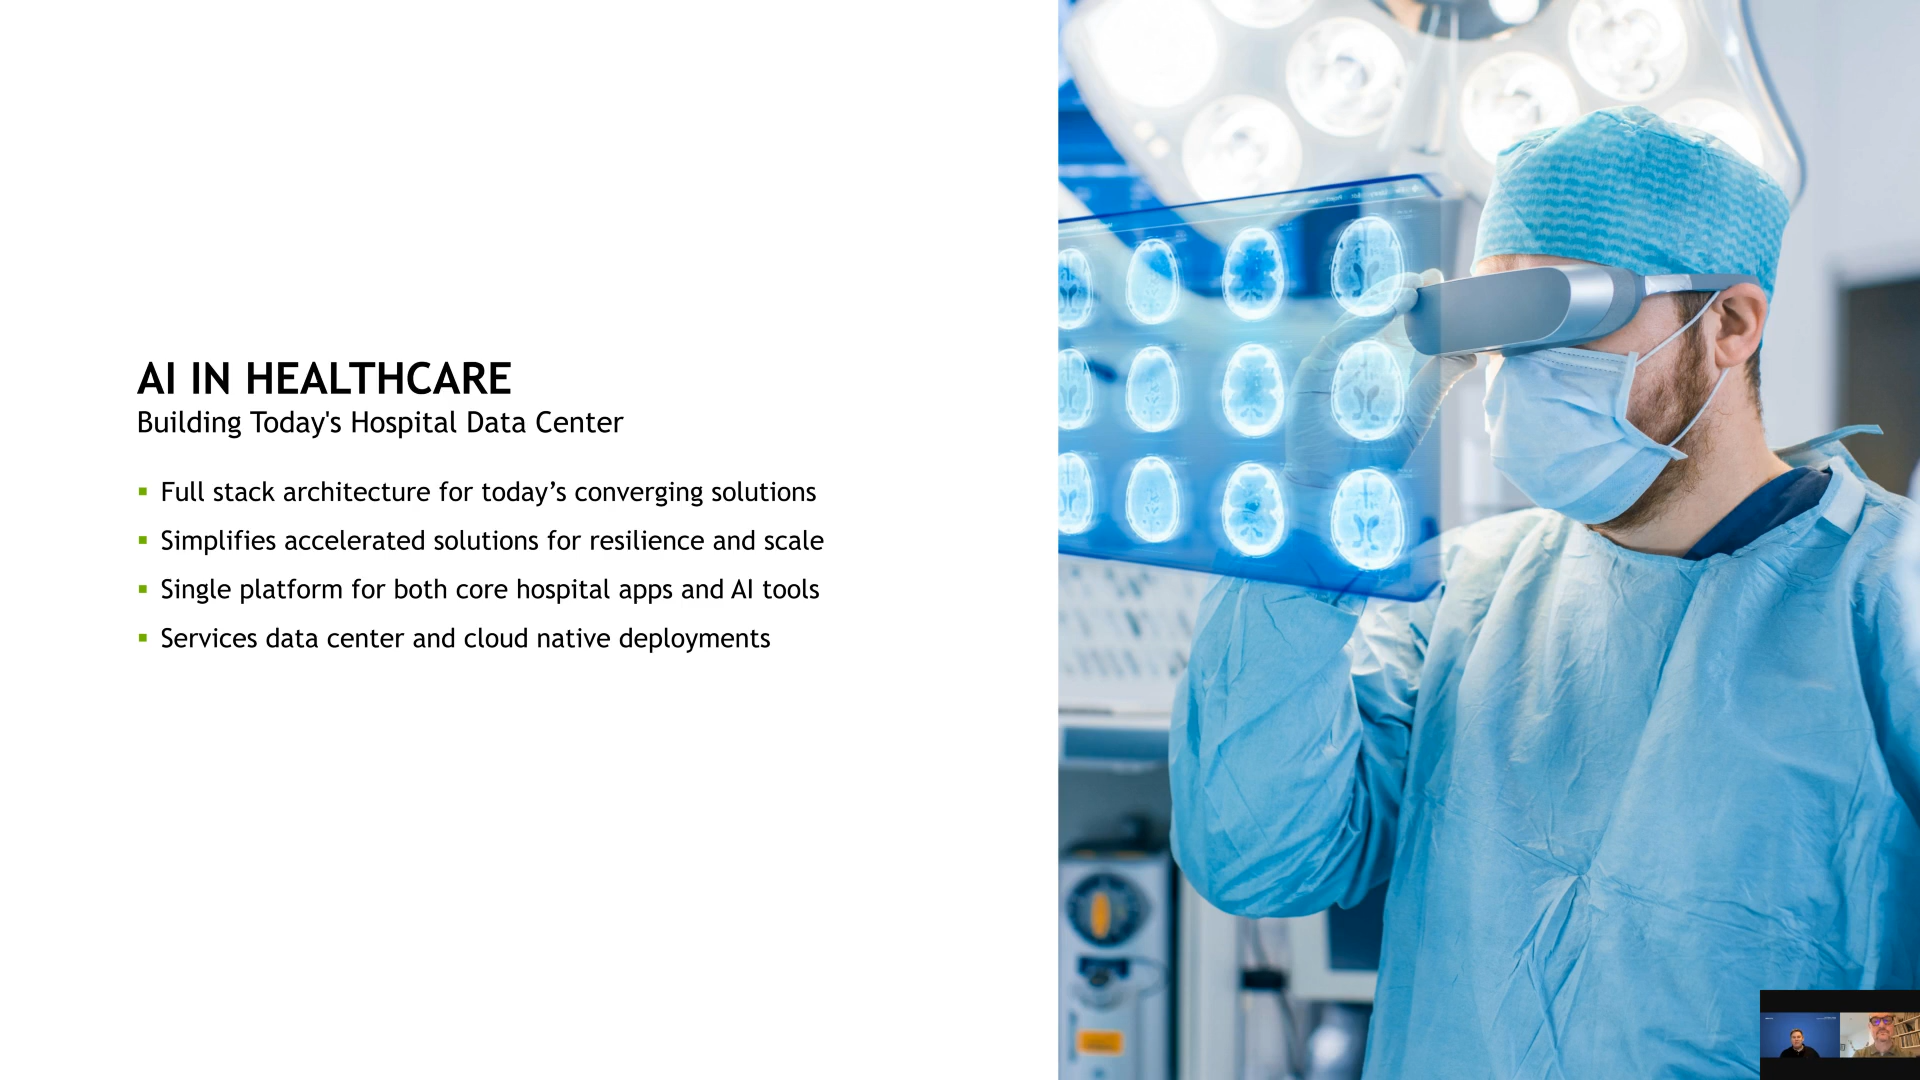 AI IN HEALTHCARE
Building Today's Hospital Data Center
▪ Full stack architecture for today’s converging solutions
▪ Simplifies accelerated solutions for resilience and scale
▪ Single platform for both core hospital apps and AI tools
▪ Services data center and cloud native deployments